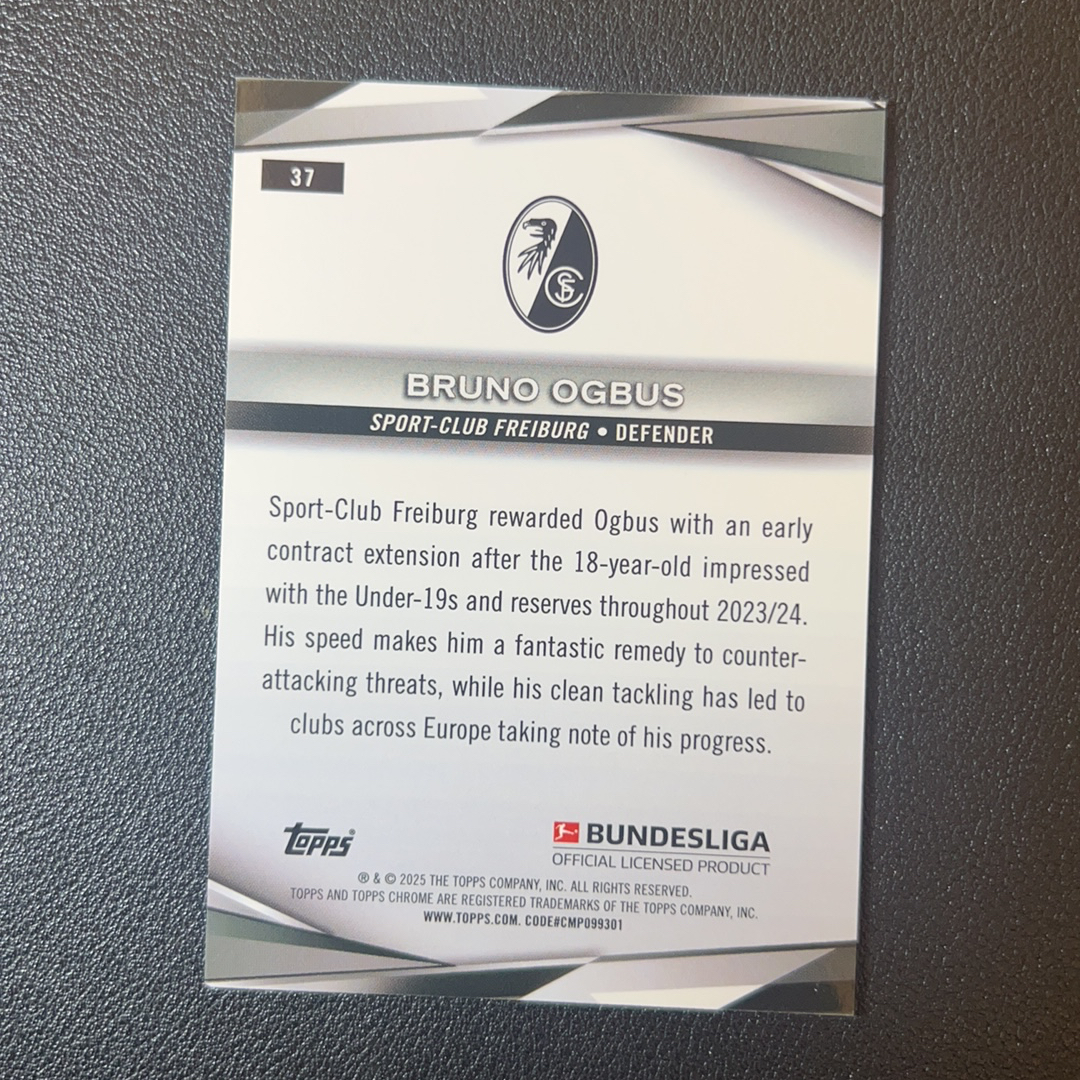 37
BRUNO OGBUS
SPORT-CLUB FREIBURG • DEFENDER
Sport-Club Freiburg rewarded Ogbus with an early
contract extension after the 18-year-old impressed
with the Under-19s and reserves throughout 2023/24.
His speed makes him a fantastic remedy to counter-
attacking threats, while his clean tackling has led to
clubs across Europe taking note of his progress.
topps®
BUNDESLIGA
OFFICIAL LICENSED PRODUCT
® & © 2025 THE TOPPS COMPANY, INC. ALL RIGHTS RESERVED.
TOPPS AND TOPPS CHROME ARE REGISTERED TRADEMARKS OF THE TOPPS COMPANY, INC.
WWW.TOPPS.COM. CODE#CMP099301